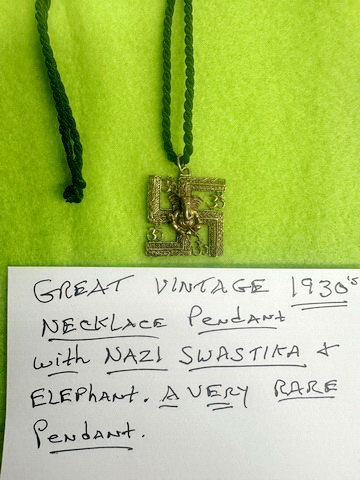 GREAT VINTAGE 1930's
NECKLACE Pendant
with NAZI SWASTIKA &
ELEPHANT. A VERY RARE
Pendant.